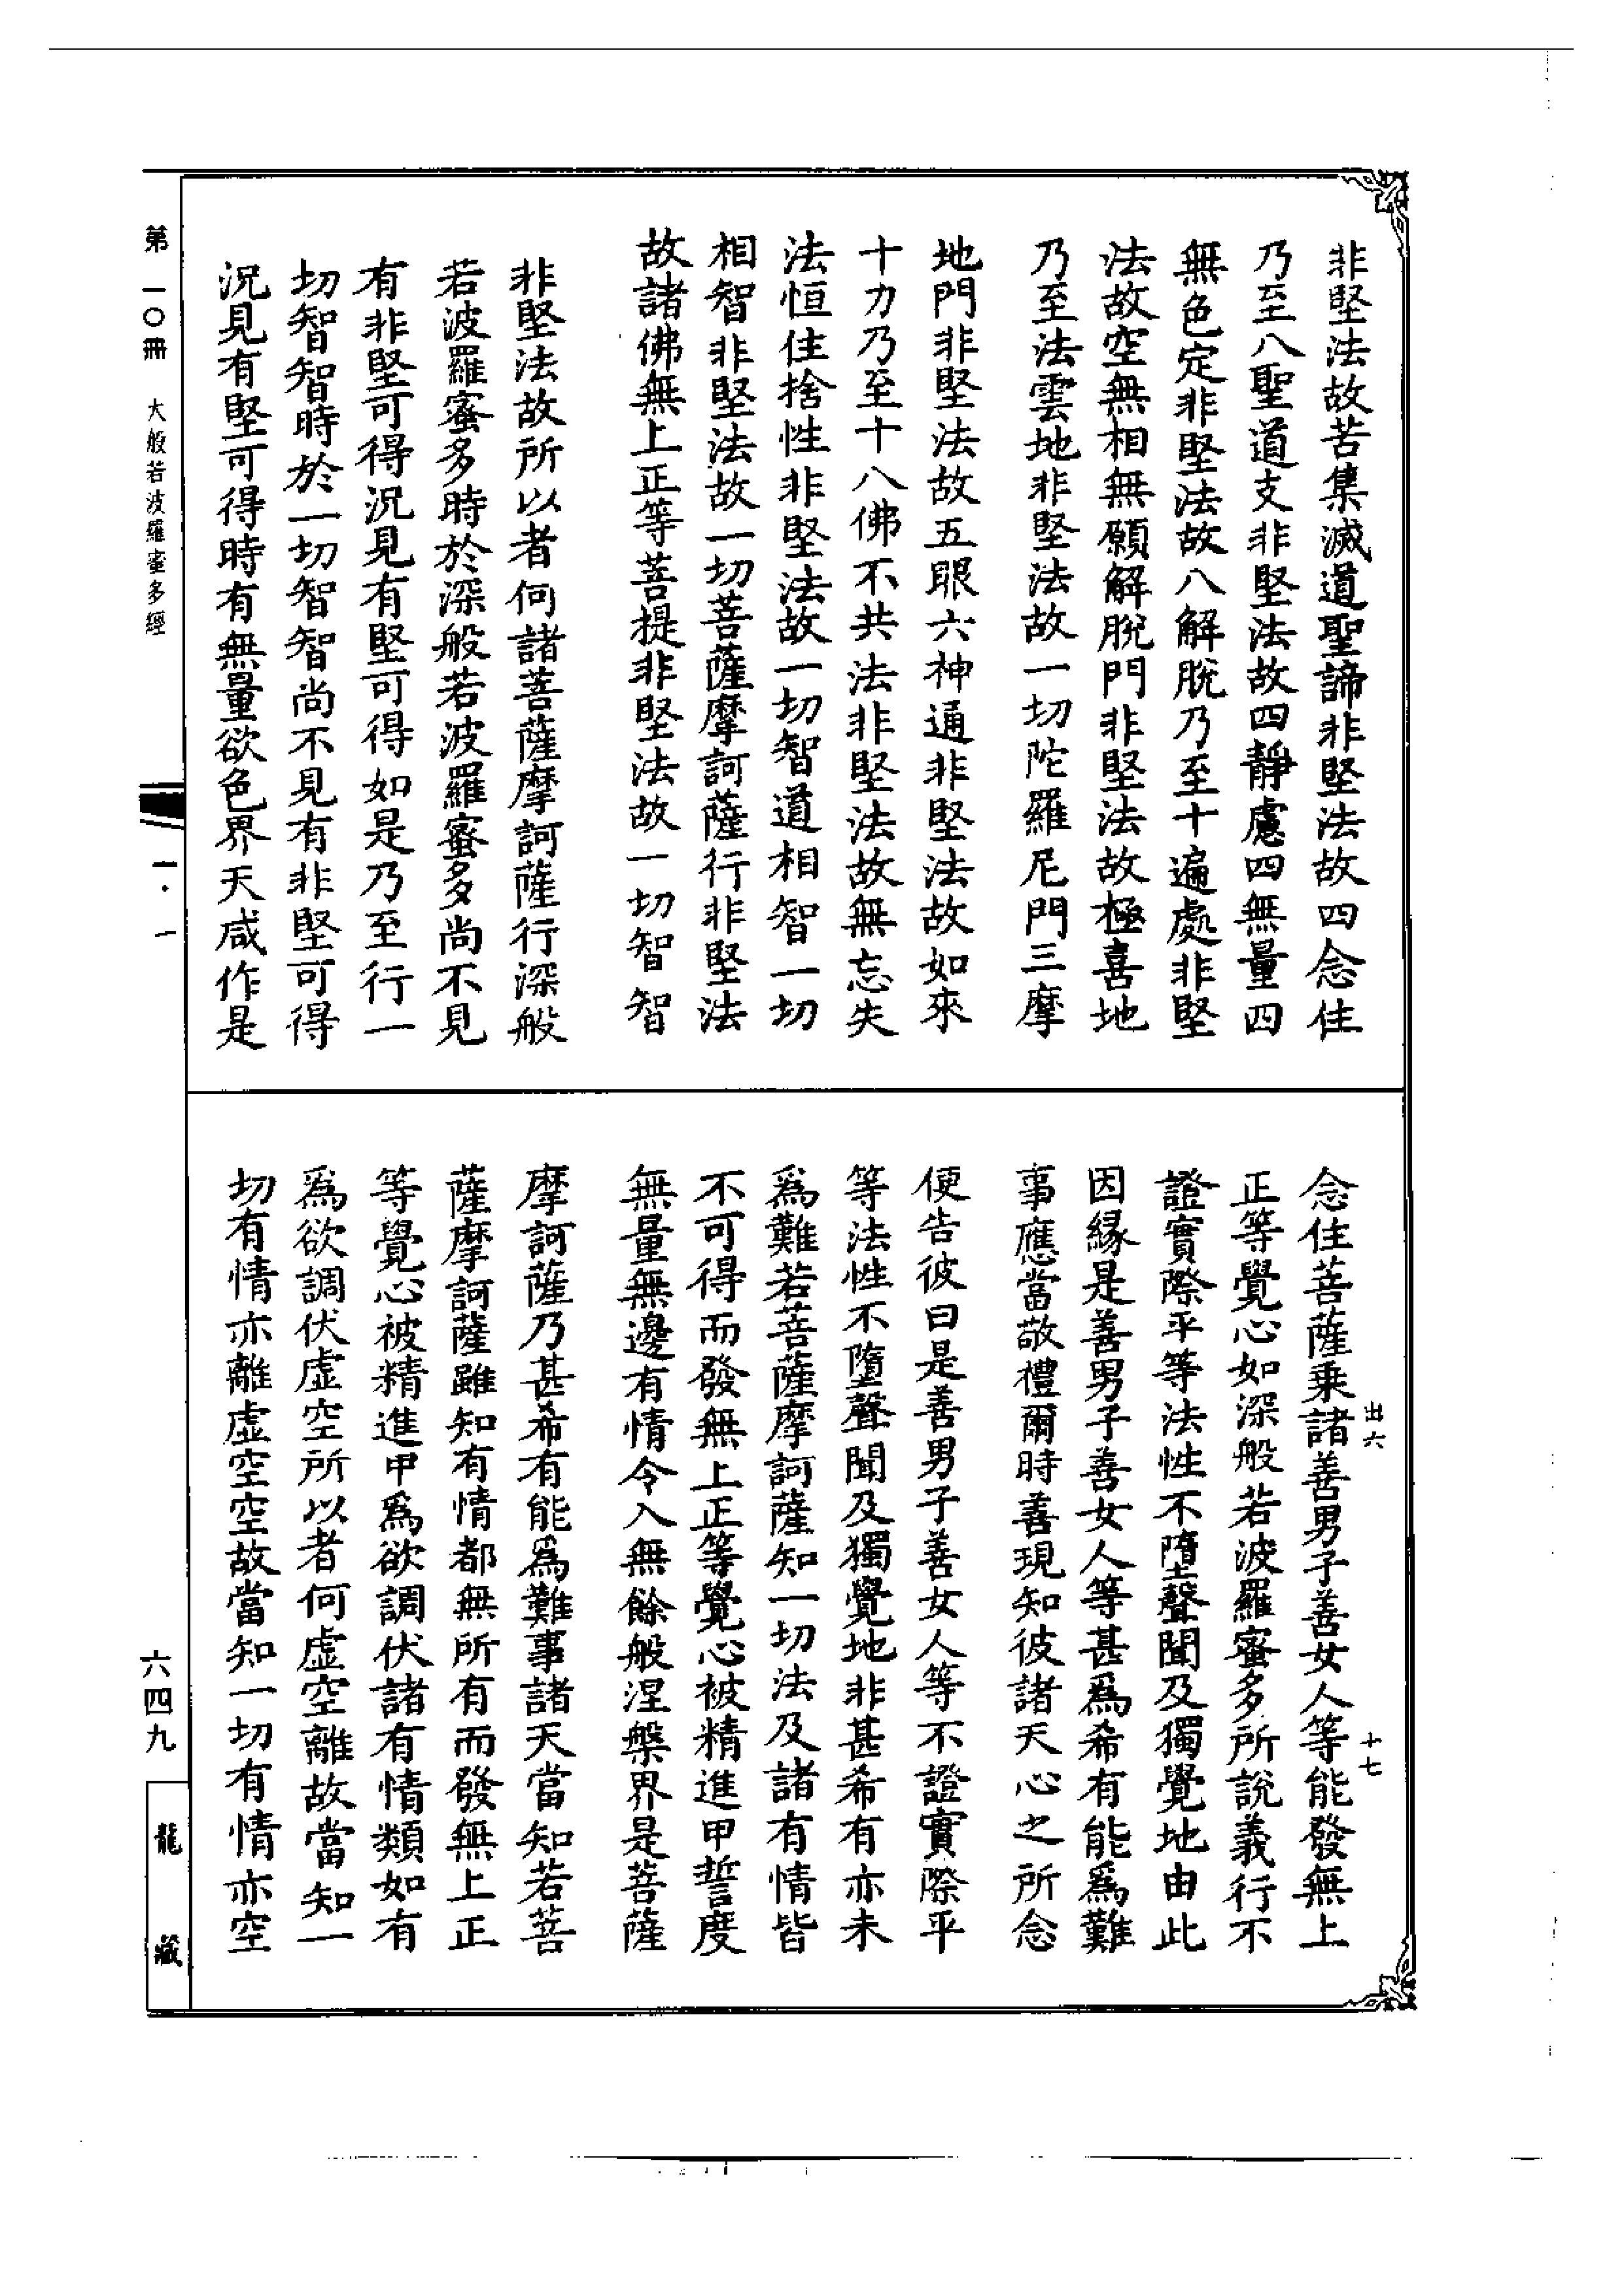 非堅法故苦集滅道聖諦非堅法故四念住
乃至八聖道支非堅法故四靜慮四無量四
無色定非堅法故八解脫乃至十遍處非堅
法故空無相無願解脫門非堅法故極喜地
乃至法雲地非堅法故一切陀羅尼門三摩
地門非堅法故五眼六神通非堅法故如來
十力乃至十八佛不共法非堅法故無忘失
法恒住捨性非堅法故一切智道相智一切
相智非堅法故一切菩薩摩訶薩行非堅法
故諸佛無上正等菩提非堅法故一切智智
非堅法故所以者何諸菩薩摩訶薩行深般
若波羅蜜多時於深般若波羅蜜多尚不見
有非堅可得況見有堅可得如是乃至行一
切智智時於一切智智尚不見有非堅可得
況見有堅可得時有無量欲色界天咸作是
念住菩薩乘諸善男子善女人等能發無上
正等覺心如深般若波羅蜜多所說義行不
證實際平等法性不墮聲聞及獨覺地由此
因緣是善男子善女人等甚爲希有能爲難
事應當敬禮爾時善現知彼諸天心之所念
便告彼曰是善男子善女人等不證實際平
等法性不墮聲聞及獨覺地非甚希有亦未
爲難若菩薩摩訶薩知一切法及諸有情皆
不可得而發無上正等覺心被精進甲誓度
無量無邊有情令入無餘般涅槃界是菩薩
摩訶薩乃甚希有能爲難事諸天當知若菩
薩摩訶薩雖知有情都無所有而發無上正
等覺心被精進甲爲欲調伏諸有情類如有
爲欲調伏虛空所以者何虛空離故當知一
切有情亦離虛空空故當知一切有情亦空
出六
十七
第一〇冊 大般若波羅蜜多經
一·一
六四九
龍藏